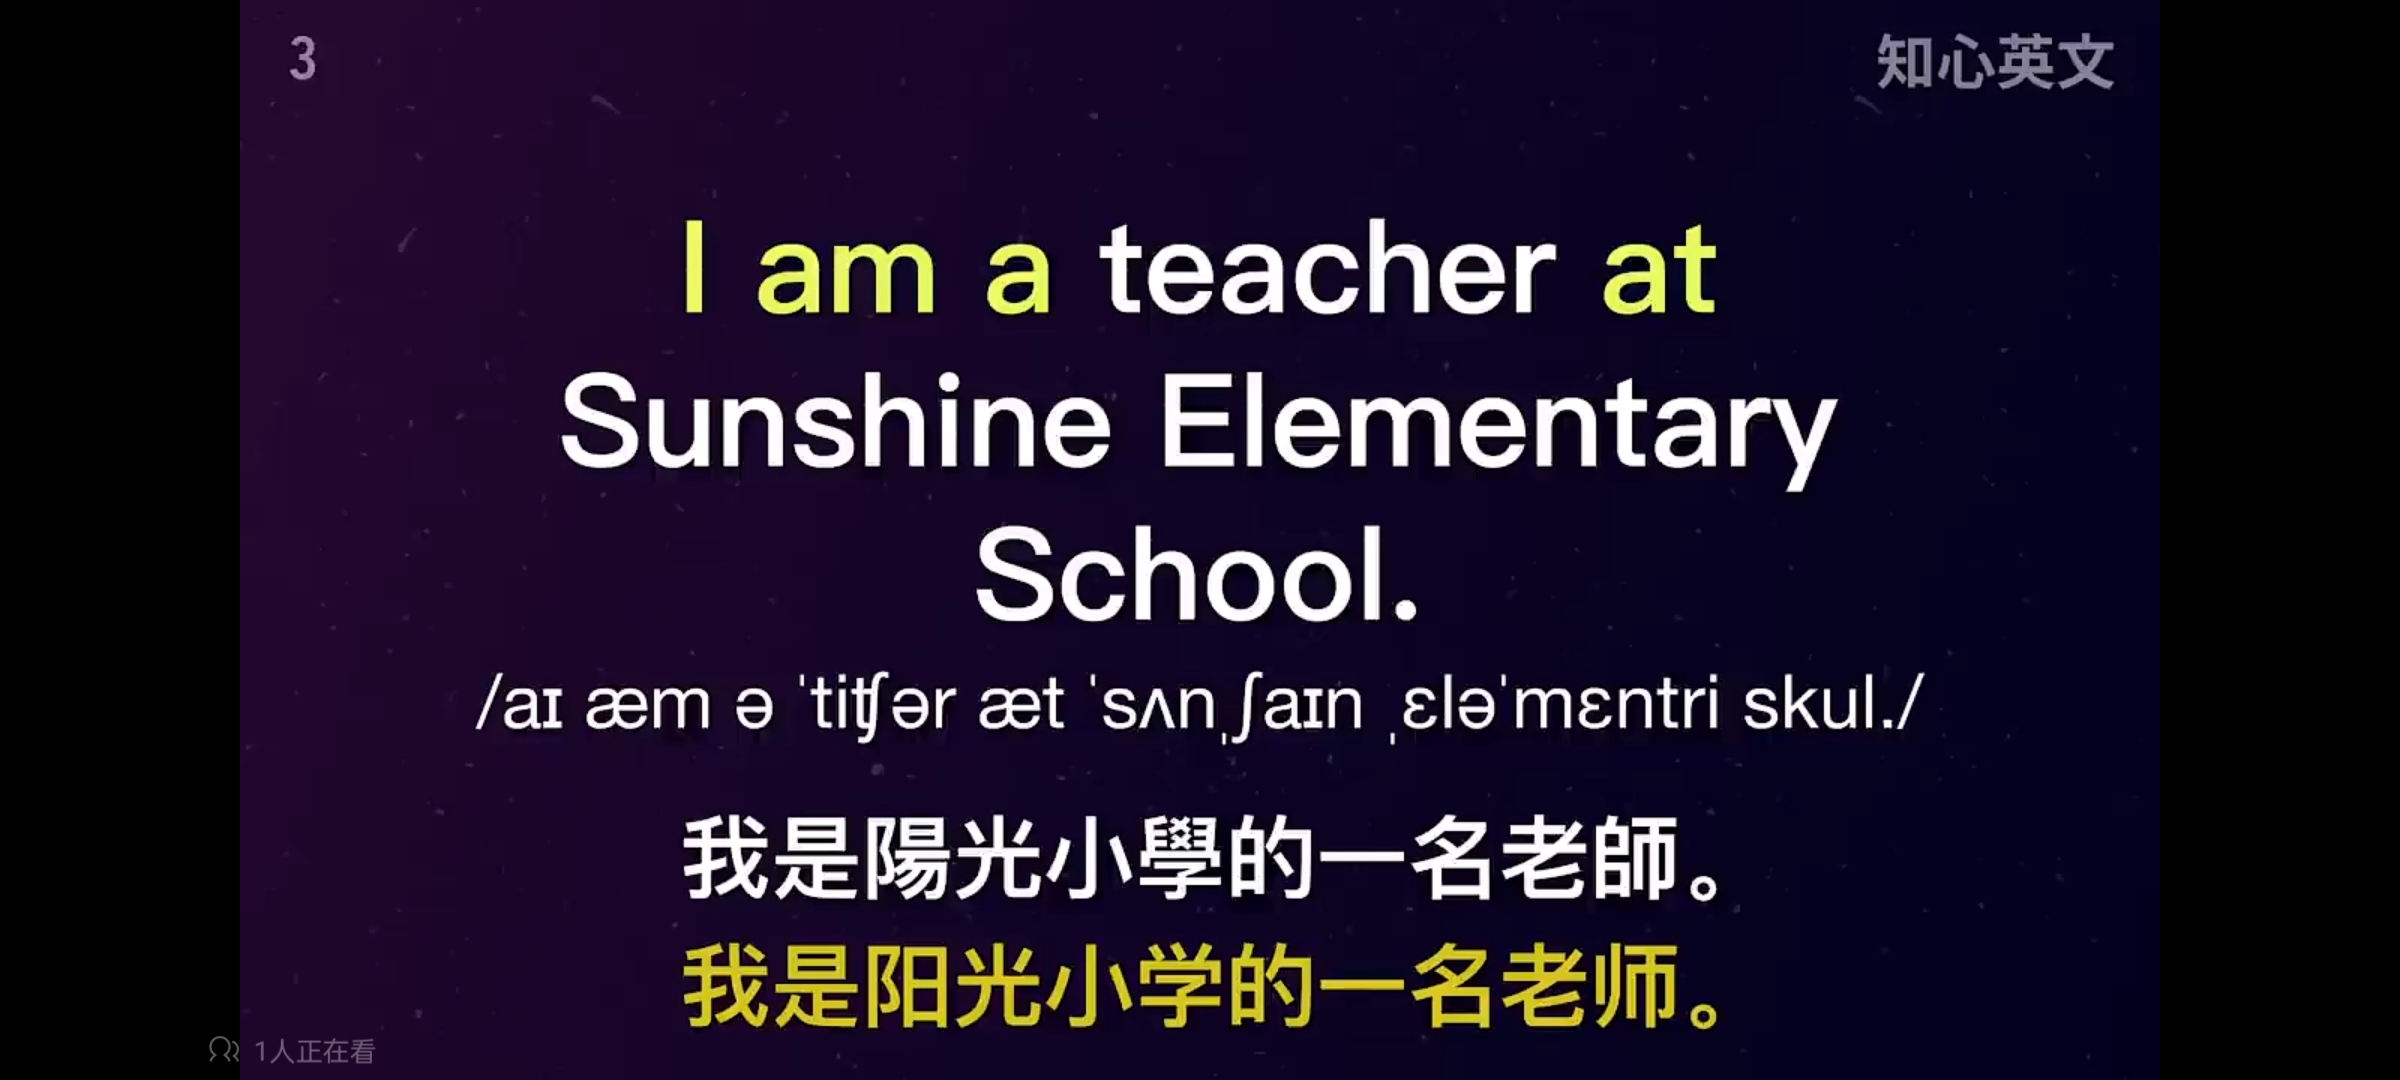 3
知心英文
I am a teacher at
Sunshine Elementary
School.
/aɪ æm ə ˈtiʧər æt ˈsʌnˌʃaɪn ˌɛləˈmɛntri skul./
我是陽光小學的一名老師。
我是阳光小学的一名老师。
1人正在看